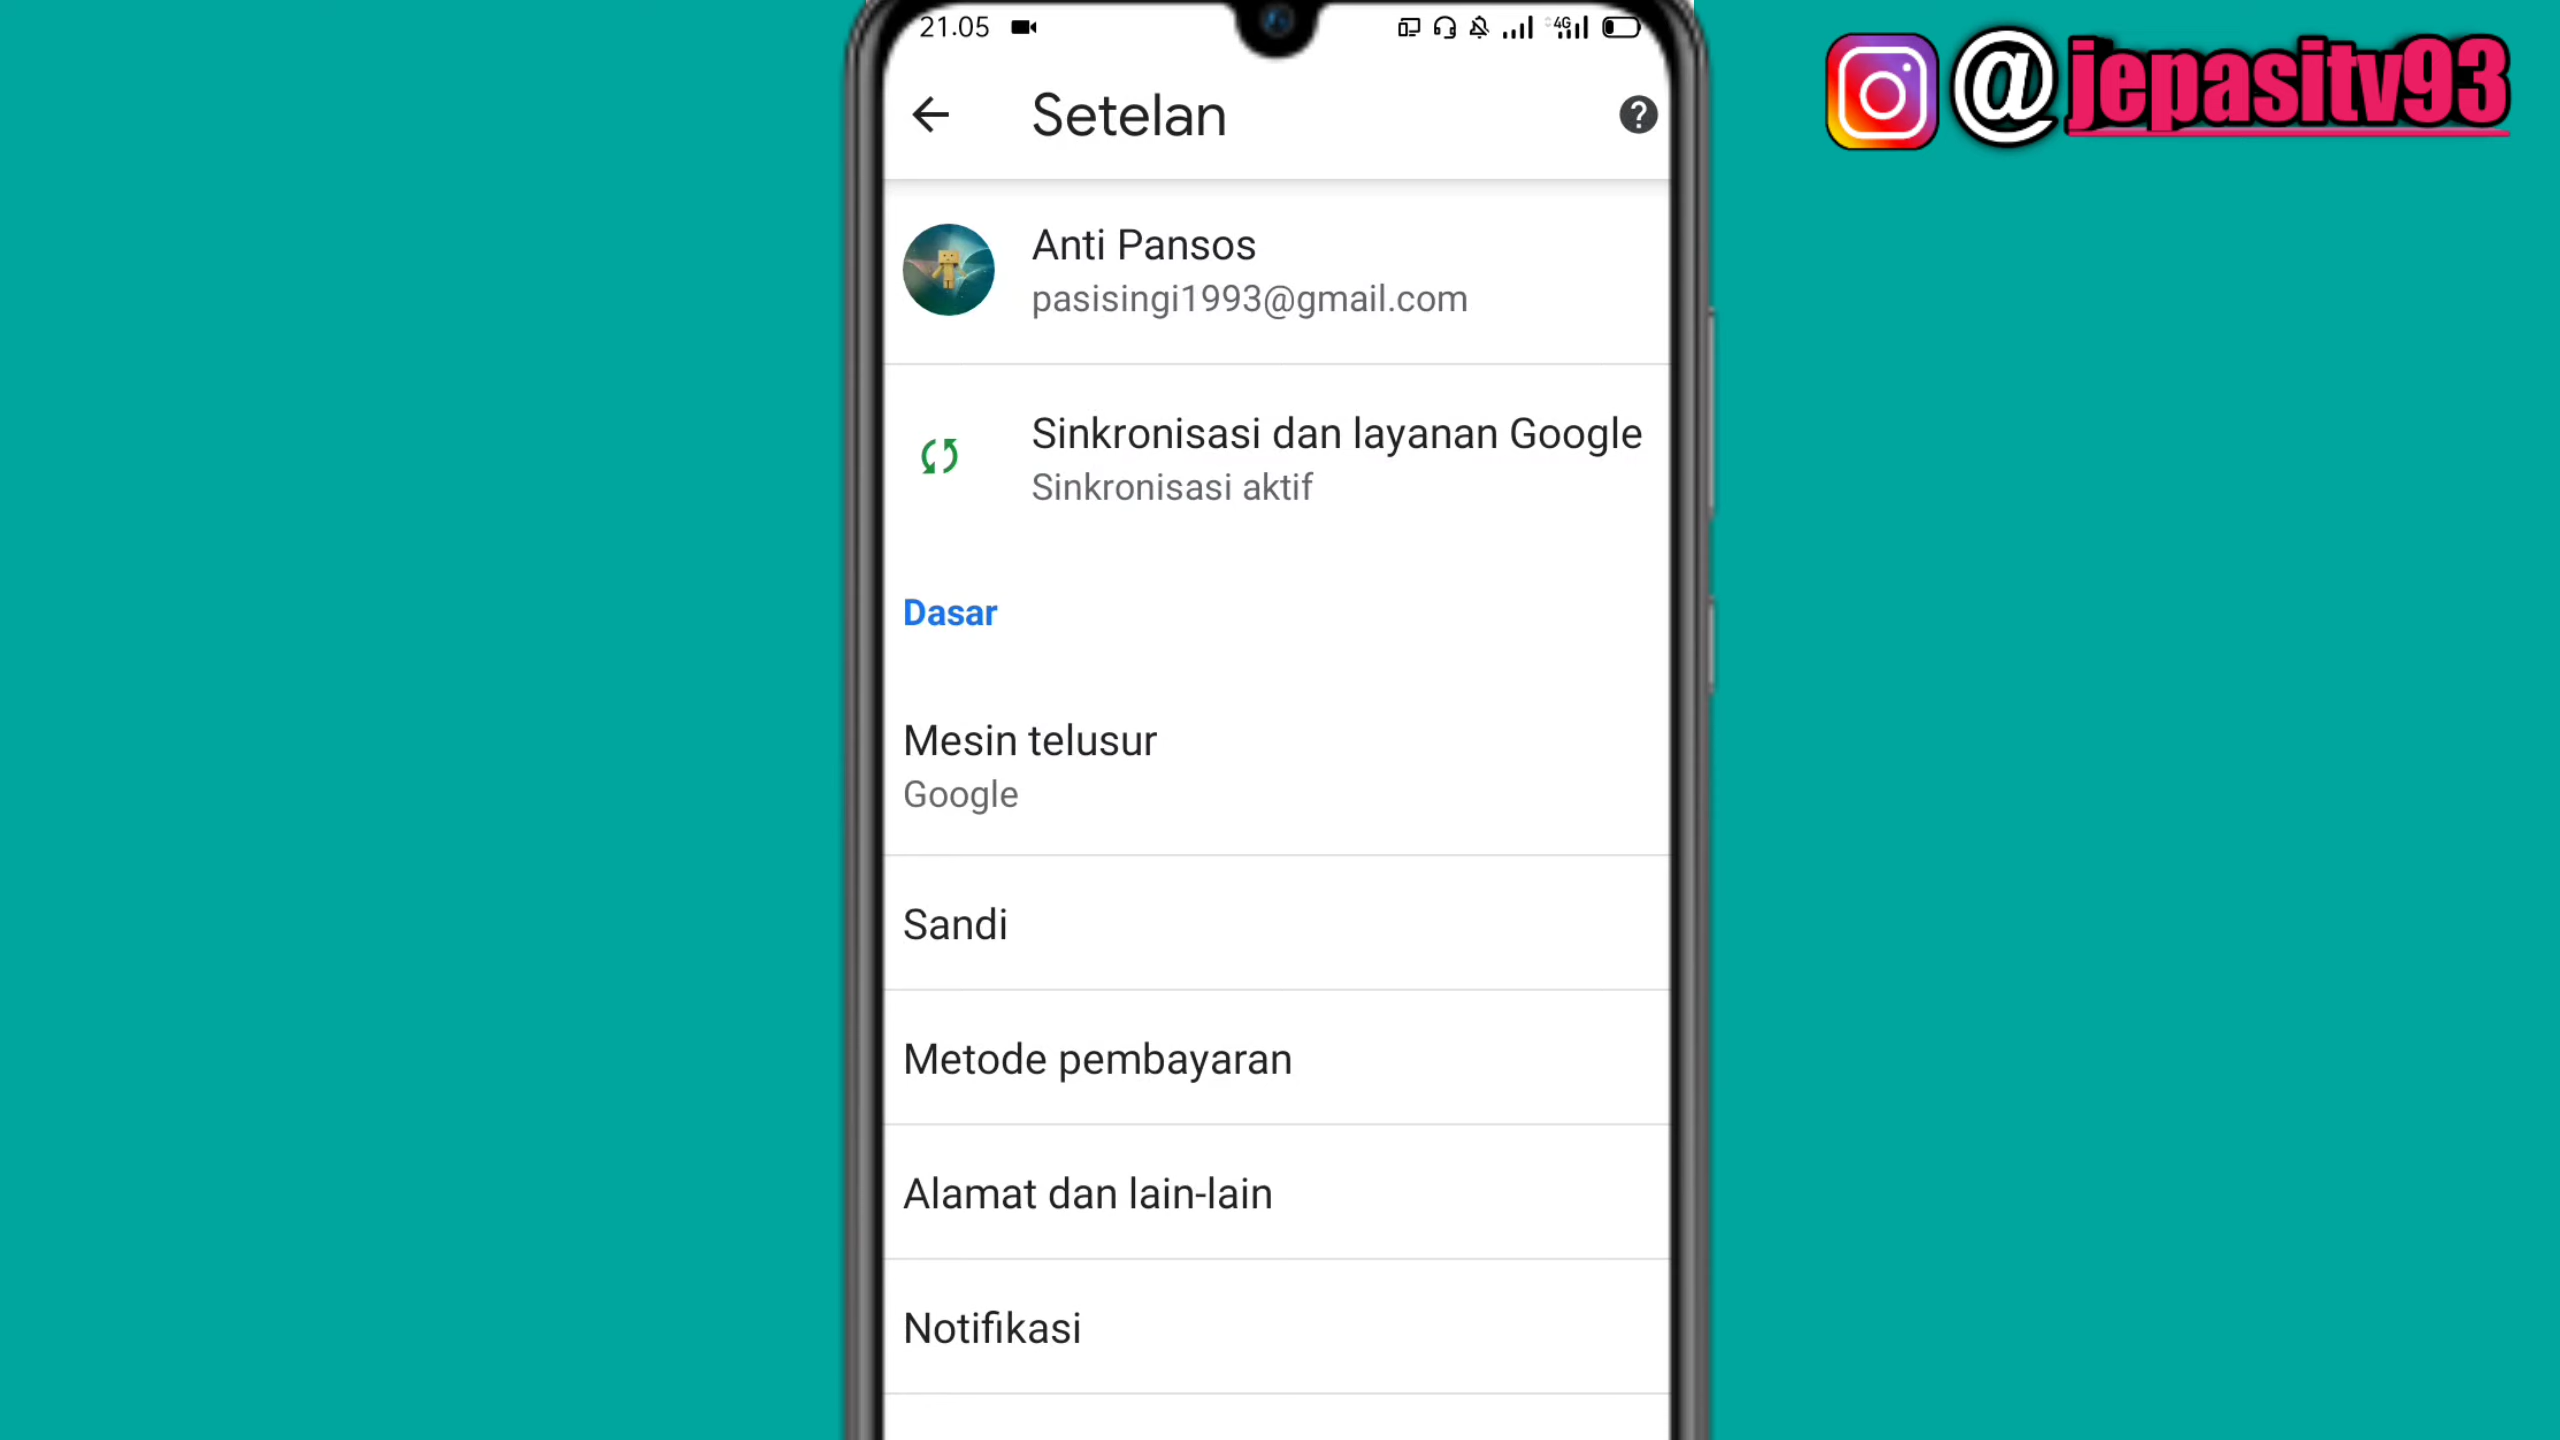 21.05
4G
@jepasitv93
Setelan
Anti Pansos
pasisingi1993@gmail.com
Sinkronisasi dan layanan Google
Sinkronisasi aktif
Dasar
Mesin telusur
Google
Sandi
Metode pembayaran
Alamat dan lain-lain
Notifikasi